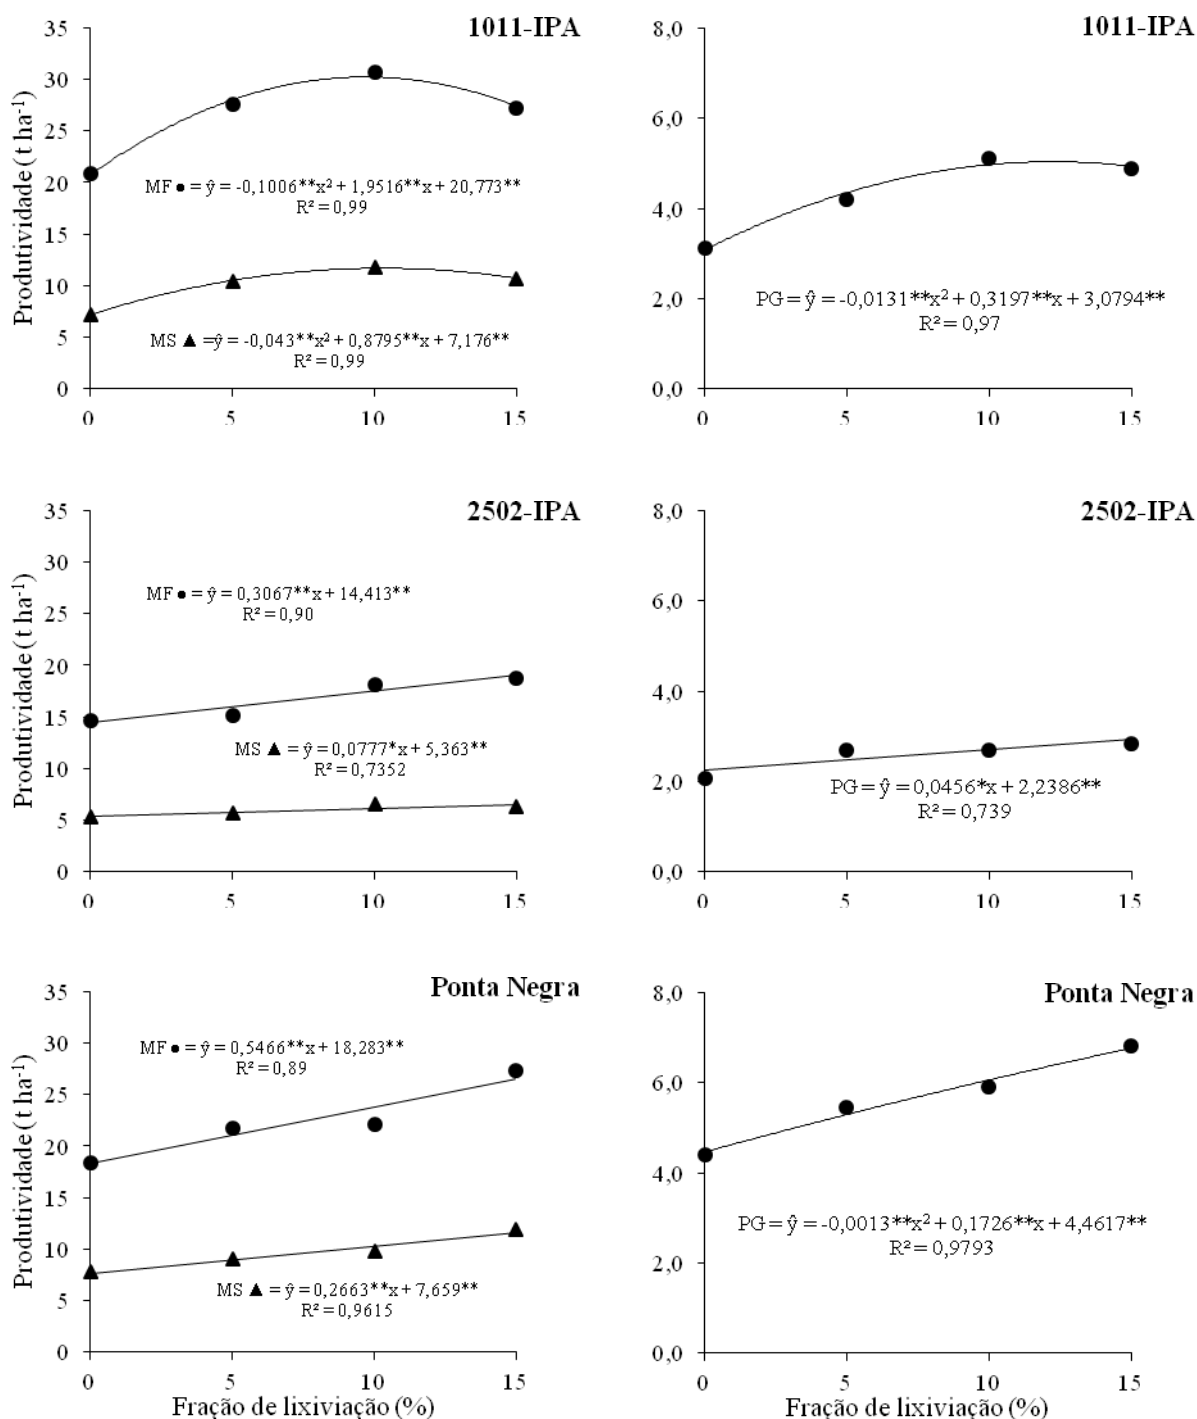 1011-IPA
35
30
25
20
15
10
5
0
Produtividade (t ha⁻¹)
MF ● = ŷ = -0,1006**x² + 1,9516**x + 20,773**
R² = 0,99
MS ▲ =ŷ = -0,043**x² + 0,8795**x + 7,176**
R² = 0,99
0 5 10 15
1011-IPA
8,0
6,0
4,0
2,0
0,0
PG = ŷ = -0,0131**x² + 0,3197**x + 3,0794**
R² = 0,97
0 5 10 15
2502-IPA
35
30
25
20
15
10
5
0
Produtividade (t ha⁻¹)
MF ● = ŷ = 0,3067**x + 14,413**
R² = 0,90
MS ▲ = ŷ = 0,0777*x + 5,363**
R² = 0,7352
0 5 10 15
2502-IPA
8,0
6,0
4,0
2,0
0,0
PG = ŷ = 0,0456*x + 2,2386**
R² = 0,739
0 5 10 15
Ponta Negra
35
30
25
20
15
10
5
0
Produtividade (t ha⁻¹)
MF ● = ŷ = 0,5466**x + 18,283**
R² = 0,89
MS ▲ = ŷ = 0,2663**x + 7,659**
R² = 0,9615
0 5 10 15
Fração de lixiviação (%)
Ponta Negra
8,0
6,0
4,0
2,0
0,0
PG = ŷ = -0,0013**x² + 0,1726**x + 4,4617**
R² = 0,9793
0 5 10 15
Fração de lixiviação (%)